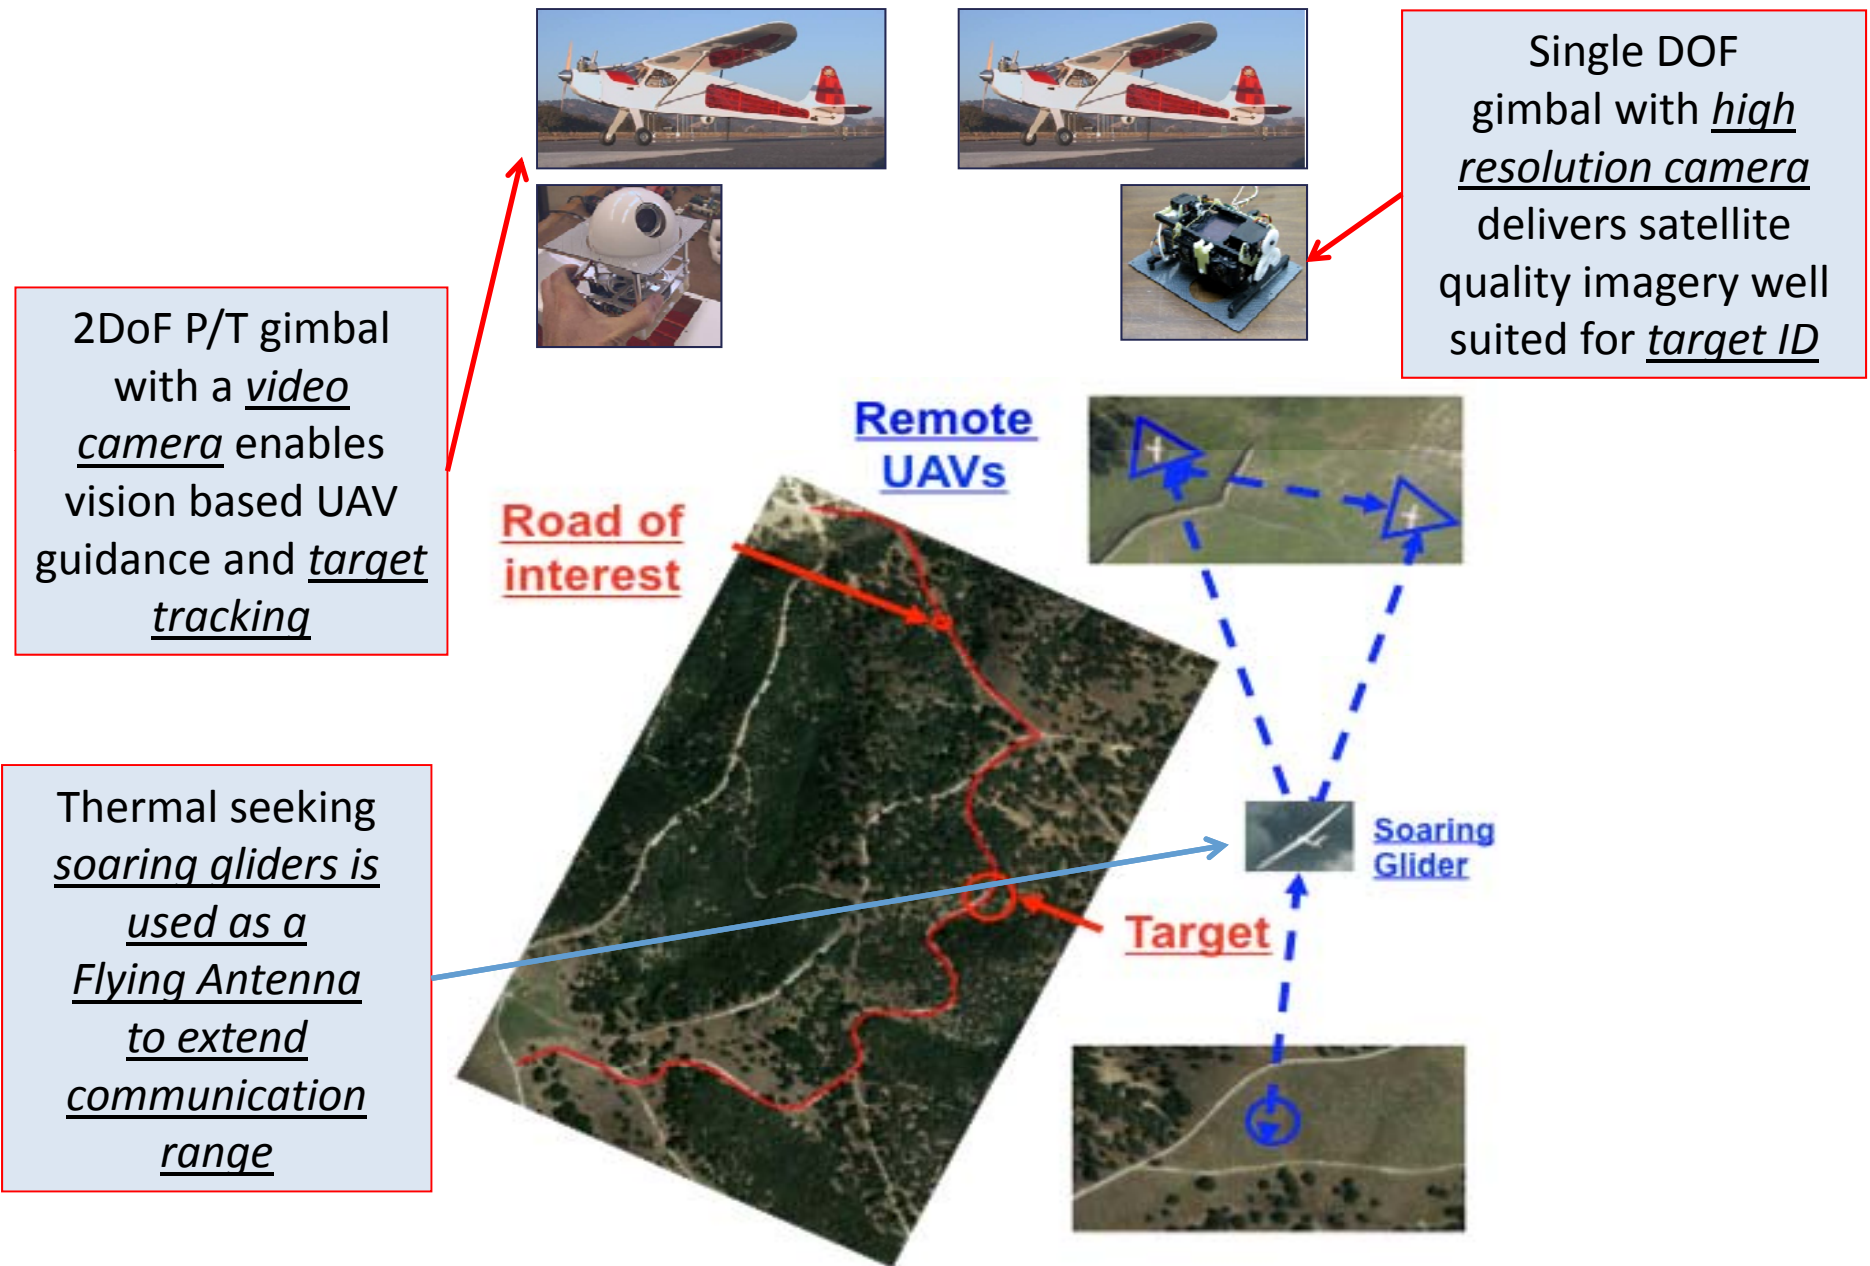 Single DOF
gimbal with high
resolution camera
delivers satellite
quality imagery well
suited for target ID
2DoF P/T gimbal
with a video
camera enables
vision based UAV
guidance and target
tracking
Remote
UAVs
Road of
interest
Thermal seeking
soaring gliders is
used as a
Flying Antenna
to extend
communication
range
Soaring
Glider
Target